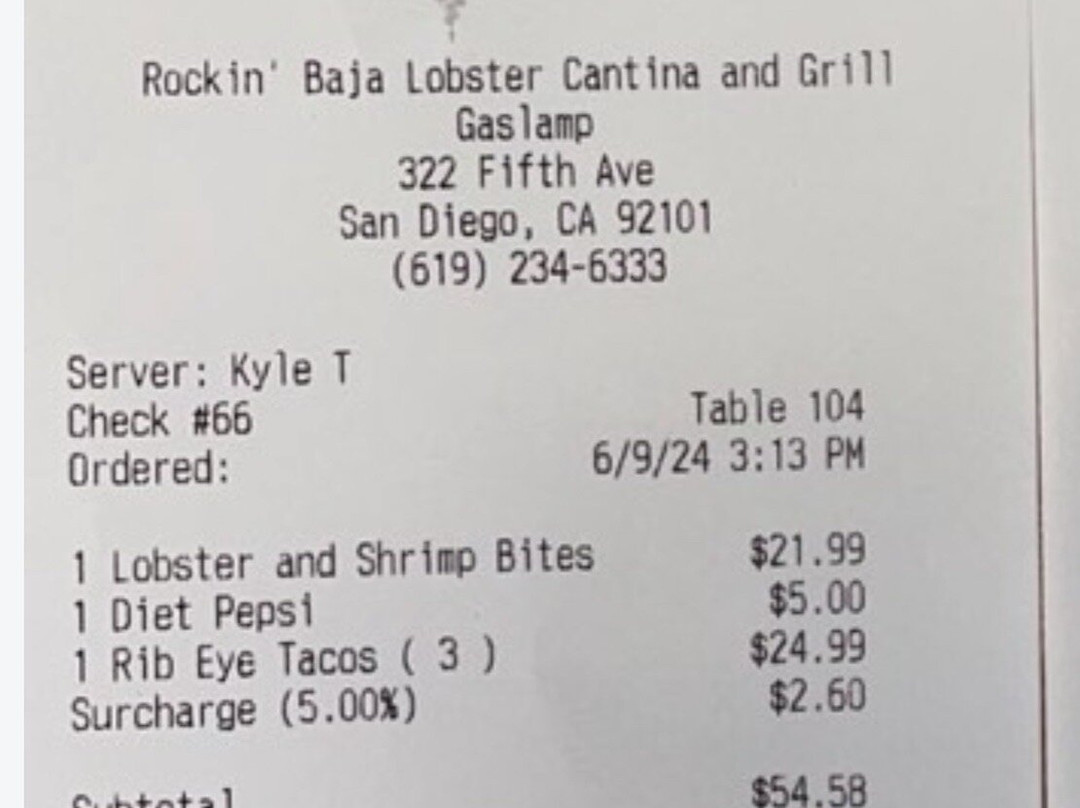 Rockin' Baja Lobster Cantina and Grill
Gaslamp
322 Fifth Ave
San Diego, CA 92101
(619) 234-6333
Server: Kyle T
Check #66 Table 104
Ordered: 6/9/24 3:13 PM
1 Lobster and Shrimp Bites $21.99
1 Diet Pepsi $5.00
1 Rib Eye Tacos ( 3 ) $24.99
Surcharge (5.00%) $2.60
Subtotal $54.58